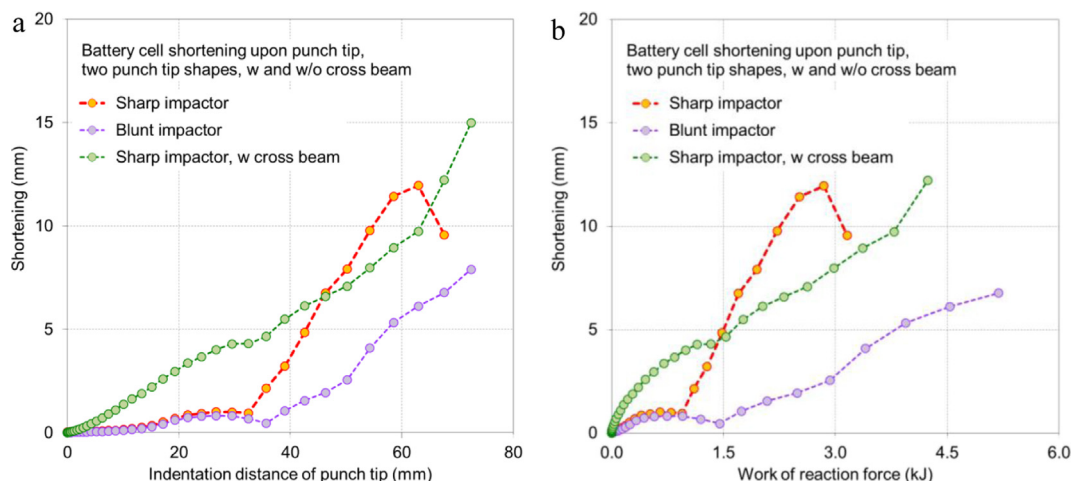 a
20
15
10
5
0
Shortening (mm)
Battery cell shortening upon punch tip,
two punch tip shapes, w and w/o cross beam
Sharp impactor
Blunt impactor
Sharp impactor, w cross beam
0 20 40 60 80
Indentation distance of punch tip (mm)
b
20
15
10
5
0
Shortening (mm)
Battery cell shortening upon punch tip,
two punch tip shapes, w and w/o cross beam
Sharp impactor
Blunt impactor
Sharp impactor, w cross beam
0.0 1.5 3.0 4.5 6.0
Work of reaction force (kJ)